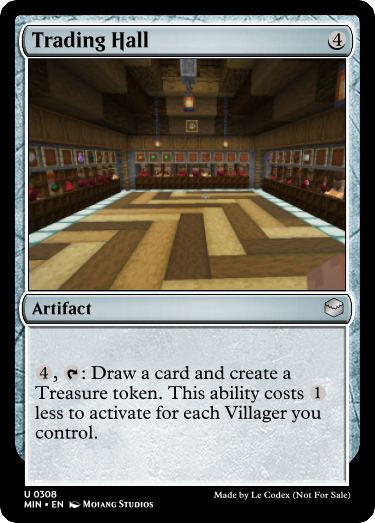 Trading Hall 4
Artifact
4, : Draw a card and create a
Treasure token. This ability costs 1
less to activate for each Villager you
control.
U 0308
MIN • EN Mojang Studios
Made by Le Codex (Not For Sale)